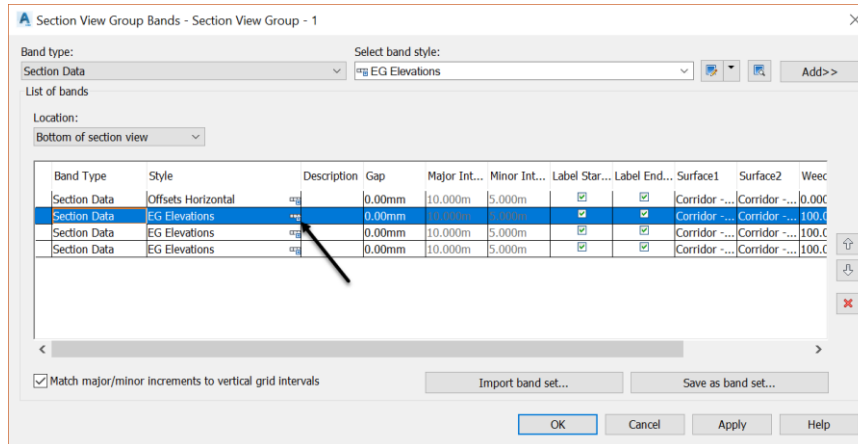 Section View Group Bands - Section View Group - 1
Band type: Select band style:
Section Data EG Elevations Add>>
List of bands
Location:
Bottom of section view
Band Type Style Description Gap Major Int... Minor Int... Label Star... Label End... Surface1 Surface2 Weed
Section Data Offsets Horizontal 0.00mm 10.000m 5.000m Corridor -... Corridor -... 0.000
Section Data EG Elevations 0.00mm 10.000m 5.000m Corridor -... Corridor -... 100.0
Section Data EG Elevations 0.00mm 10.000m 5.000m Corridor -... Corridor -... 100.0
Section Data EG Elevations 0.00mm 10.000m 5.000m Corridor -... Corridor -... 100.0
Match major/minor increments to vertical grid intervals Import band set... Save as band set...
OK Cancel Apply Help